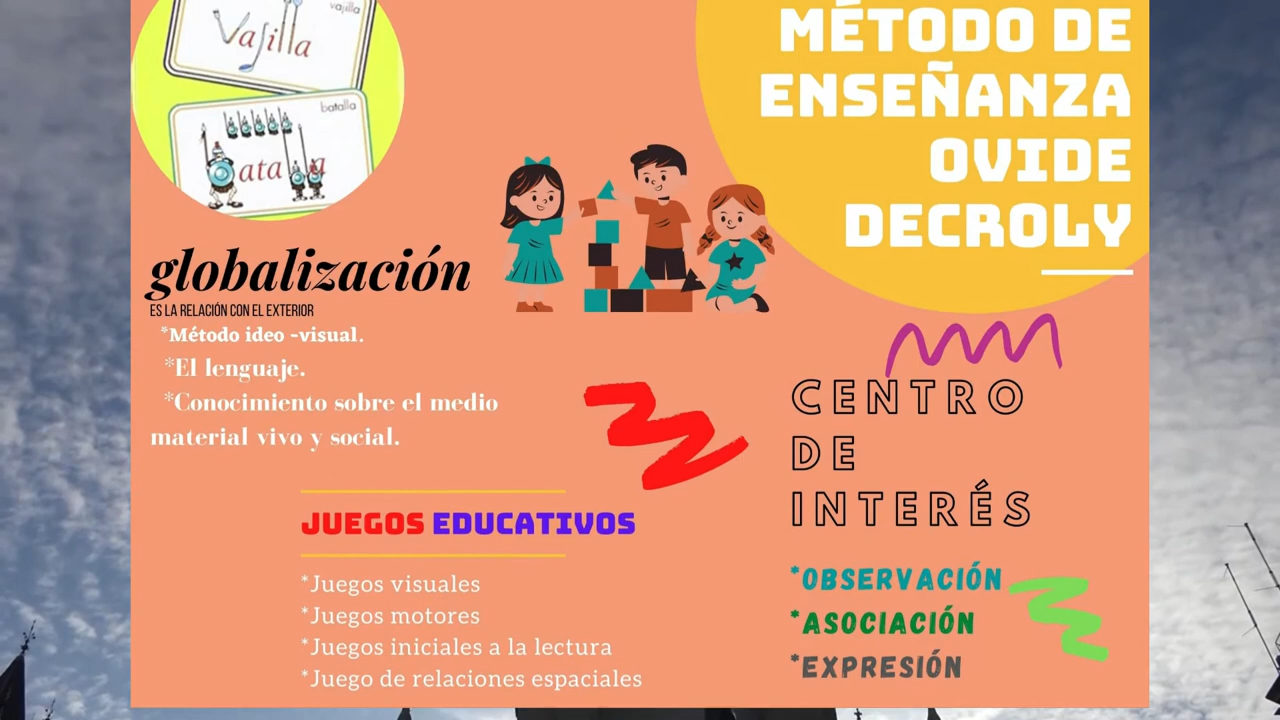 vajilla
Vajilla
batalla
MÉTODO DE
ENSEÑANZA
OVIDE
DECROLY
globalización
ES LA RELACIÓN CON EL EXTERIOR
*Método ideo -visual.
*El lenguaje.
*Conocimiento sobre el medio
material vivo y social.
CENTRO
DE
INTERÉS
JUEGOS EDUCATIVOS
*Juegos visuales
*Juegos motores
*Juegos iniciales a la lectura
*Juego de relaciones espaciales
*OBSERVACIÓN
*ASOCIACIÓN
*EXPRESIÓN